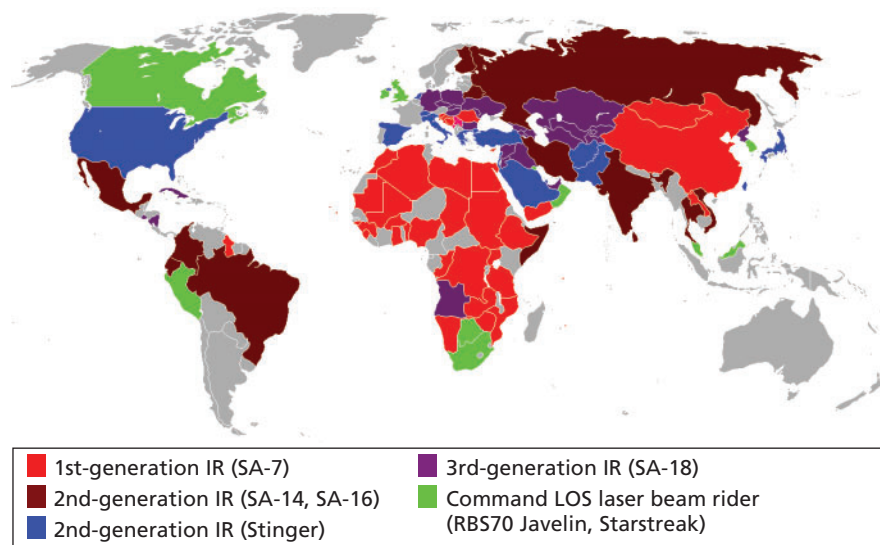 1st-generation IR (SA-7)
2nd-generation IR (SA-14, SA-16)
2nd-generation IR (Stinger)
3rd-generation IR (SA-18)
Command LOS laser beam rider
(RBS70 Javelin, Starstreak)